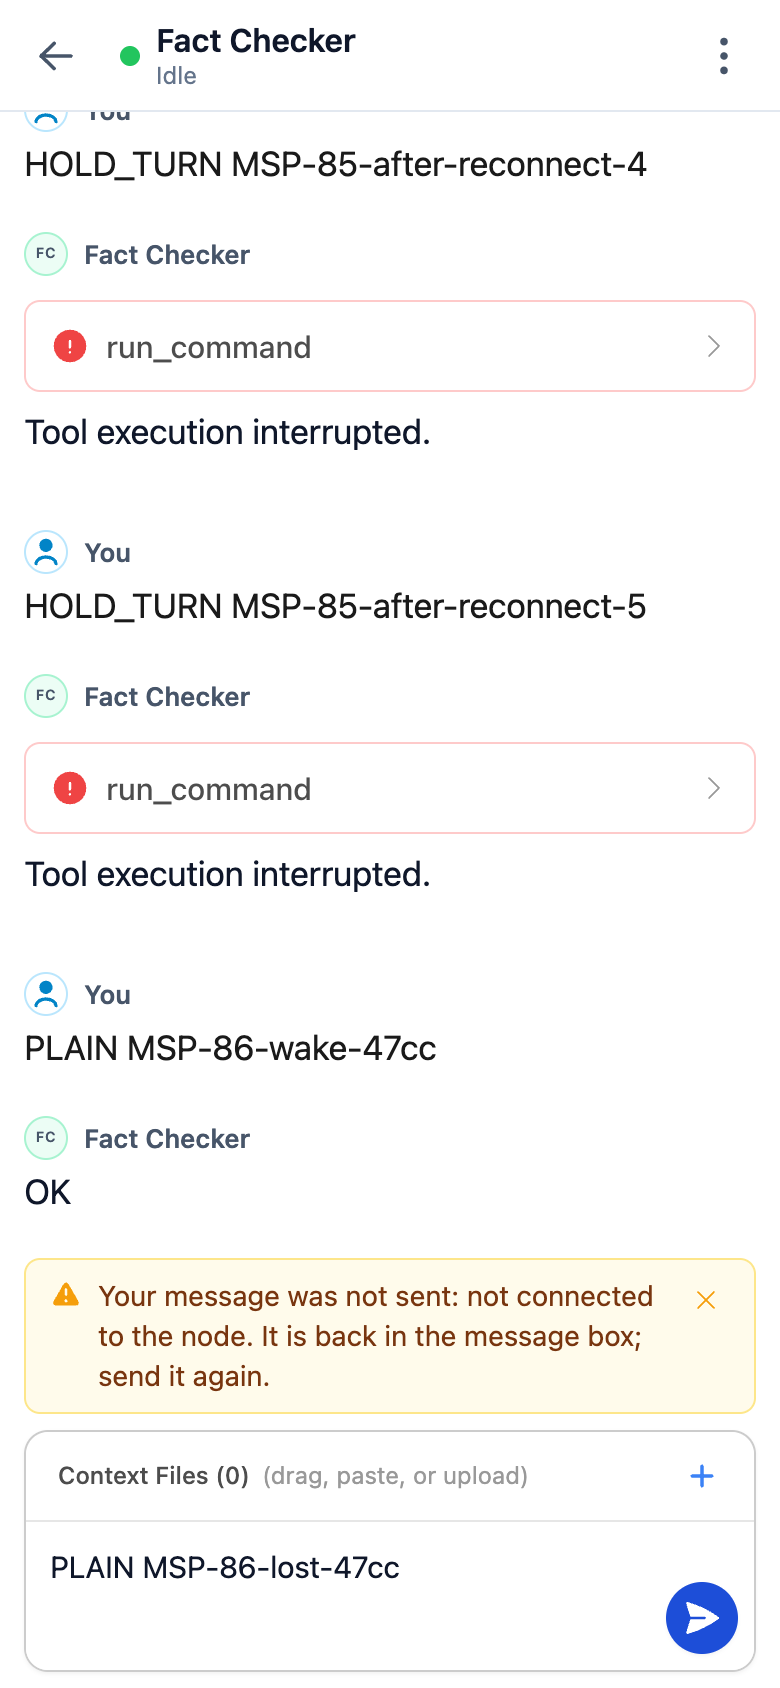 Fact Checker
Idle
You
HOLD_TURN MSP-85-after-reconnect-4
FC Fact Checker
run_command
Tool execution interrupted.
You
HOLD_TURN MSP-85-after-reconnect-5
FC Fact Checker
run_command
Tool execution interrupted.
You
PLAIN MSP-86-wake-47cc
FC Fact Checker
OK
Your message was not sent: not connected
to the node. It is back in the message box;
send it again.
Context Files (0) (drag, paste, or upload)
PLAIN MSP-86-lost-47cc